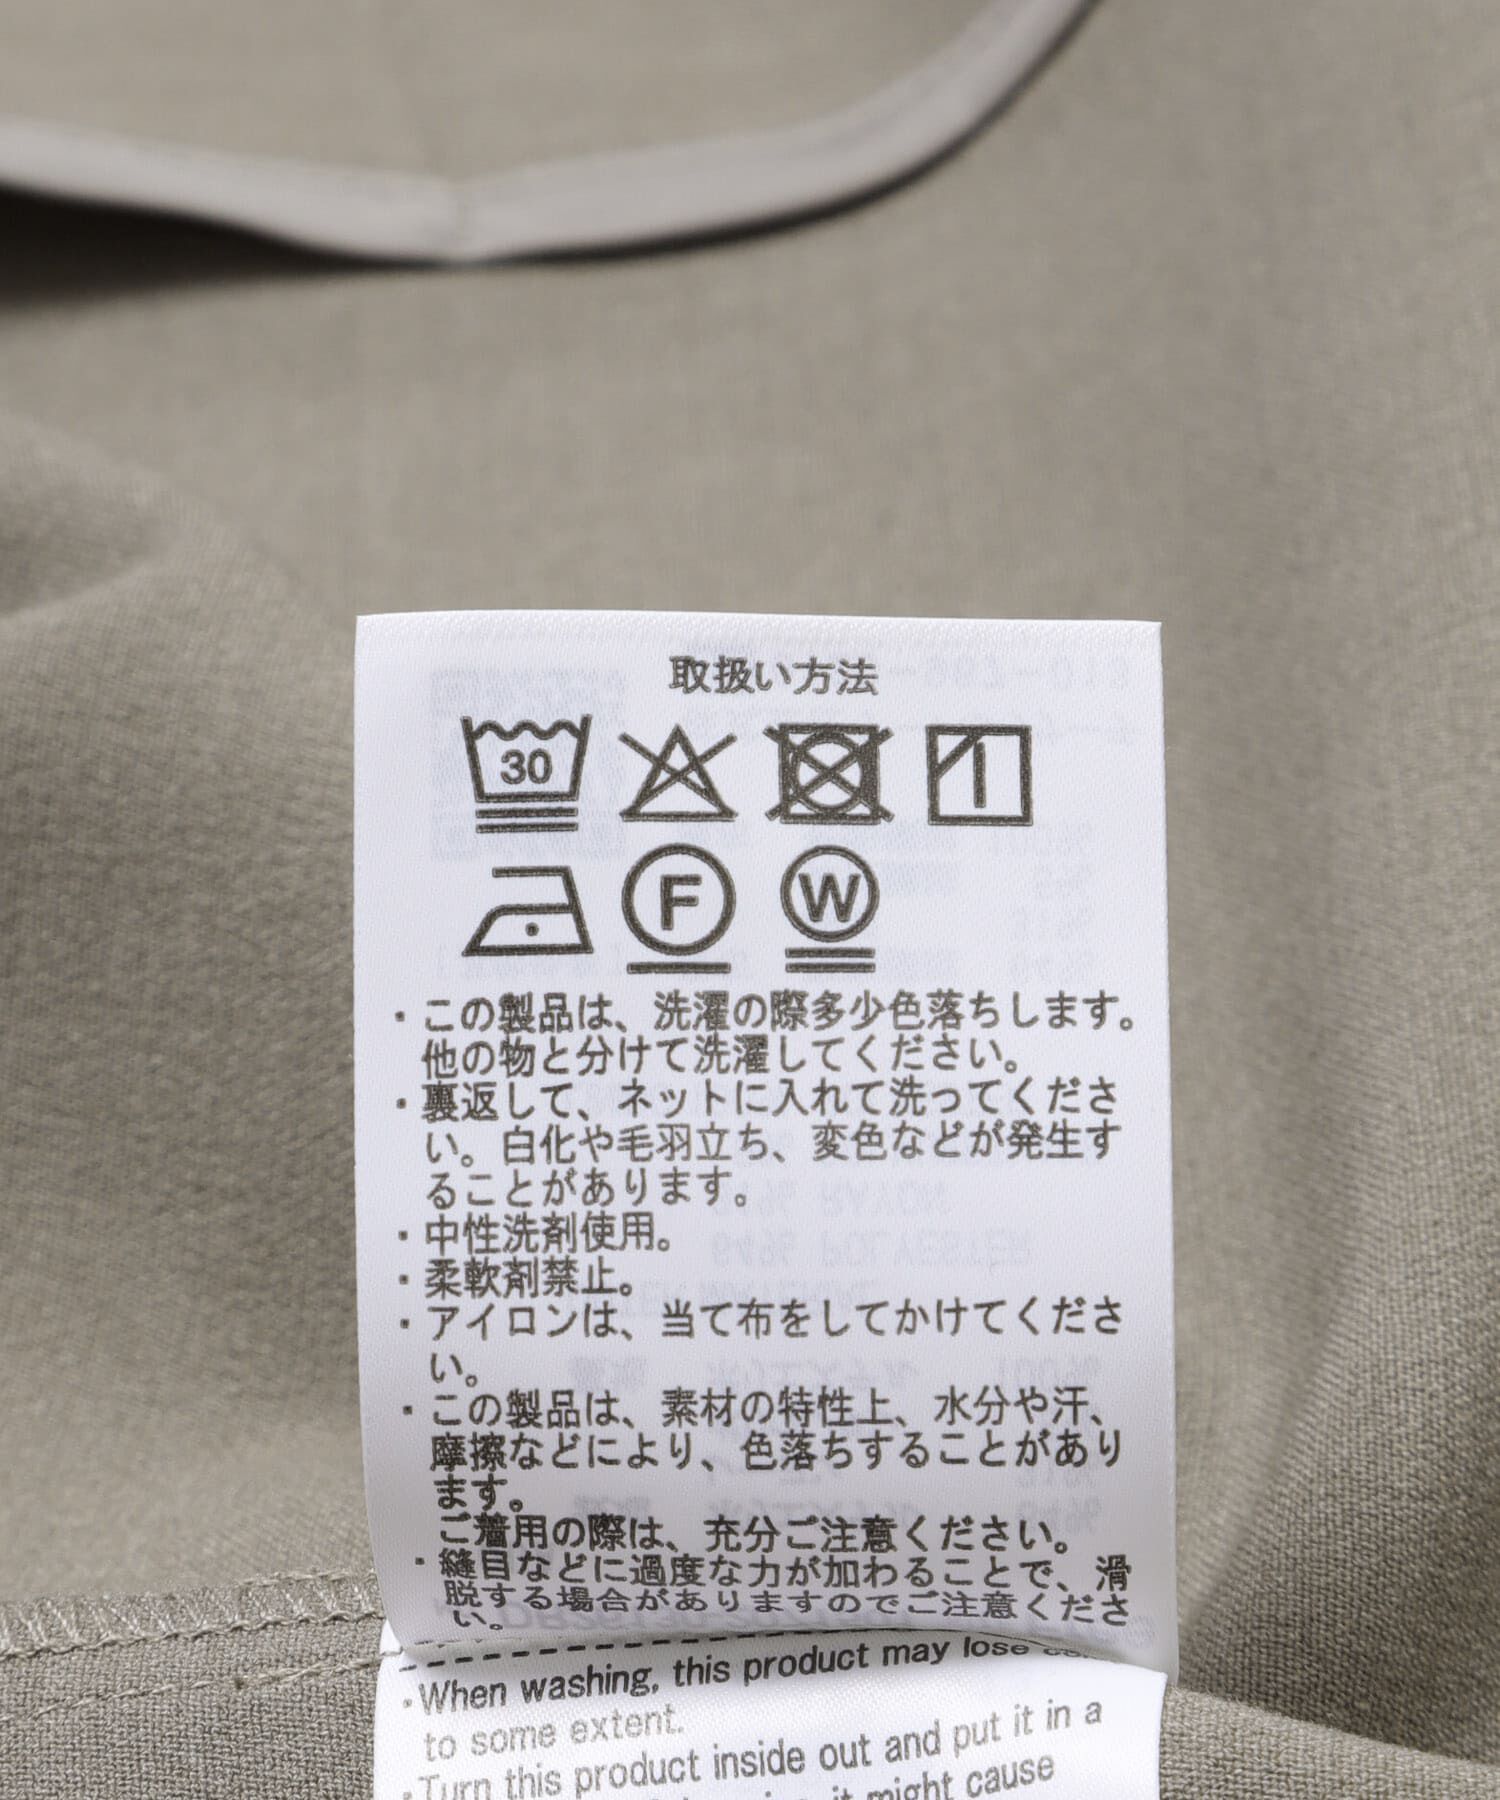 取扱い方法
30
F W
・この製品は、洗濯の際多少色落ちします。
他の物と分けて洗濯してください。
・裏返して、ネットに入れて洗ってくださ
い。白化や毛羽立ち、変色などが発生す
ることがあります。
・中性洗剤使用。
・柔軟剤禁止。
・アイロンは、当て布をしてかけてくださ
い。
・この製品は、素材の特性上、水分や汗、
摩擦などにより、色落ちすることがあり
ます。
ご着用の際は、充分ご注意ください。
・縫目などに過度な力が加わることで、滑
脱する場合がありますのでご注意くださ
い。
・When washing, this product may lose
to some extent.
・Turn this product inside out and put it in a
it might cause